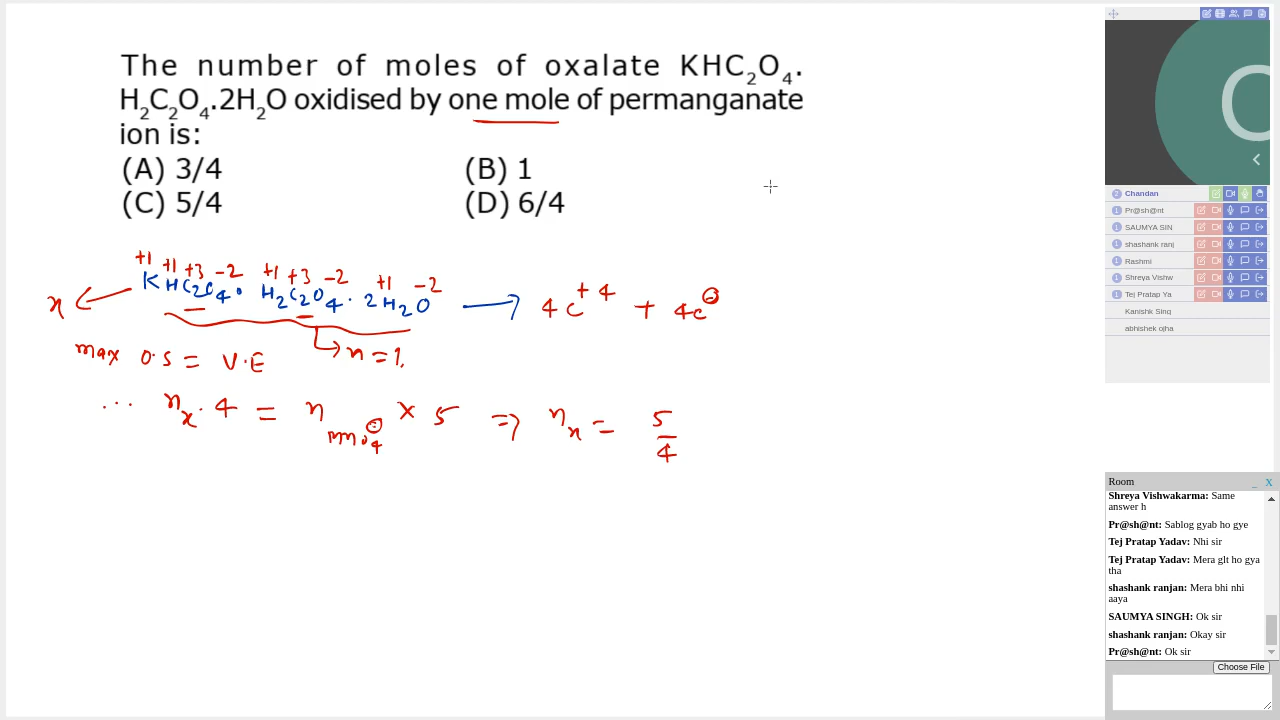 The number of moles of oxalate KHC₂O₄.
H₂C₂O₄.2H₂O oxidised by one mole of permanganate
ion is:
(A) 3/4 (B) 1
(C) 5/4 (D) 6/4
+1 +1 +3 -2 +1 +3 -2 +1 -2
x ← KHC₂O₄. H₂C₂O₄. 2H₂O → 4C⁺⁴ + 4e⊖
→ n = 1.
max O.S = V.E
... nₓ. 4 = n MnO₄⊖ × 5 ⇒ nₓ = 5/4
C
Chandan
Pr@sh@nt
SAUMYA SIN
shashank ranj
Rashmi
Shreya Vishw
Tej Pratap Ya
Kanishk Sing
abhishek ojha
Room _ X
Shreya Vishwakarma: Same
answer h
Pr@sh@nt: Sablog gyab ho gye
Tej Pratap Yadav: Nhi sir
Tej Pratap Yadav: Mera glt ho gya
tha
shashank ranjan: Mera bhi nhi
aaya
SAUMYA SINGH: Ok sir
shashank ranjan: Okay sir
Pr@sh@nt: Ok sir
Choose File